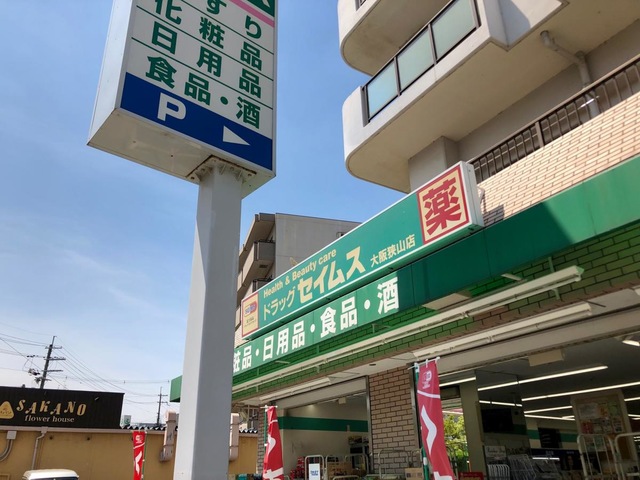 くすり
化粧品
日用品
食品・酒
P
薬
Health & Beauty care
ドラッグ セイムス 大阪狭山店
粧品・日用品・食品・酒
SAKANO
flower house